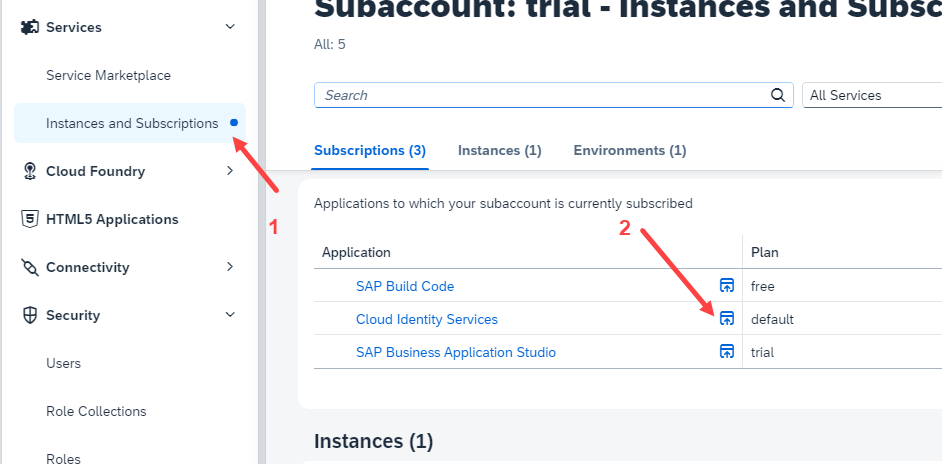 Services
Service Marketplace
Instances and Subscriptions
Cloud Foundry
HTML5 Applications
Connectivity
Security
Users
Role Collections
Roles
1
Subaccount: trial - Instances and Subsc
All: 5
Search
All Services
Subscriptions (3)
Instances (1)
Environments (1)
Applications to which your subaccount is currently subscribed
2
Application
Plan
SAP Build Code
free
Cloud Identity Services
default
SAP Business Application Studio
trial
Instances (1)